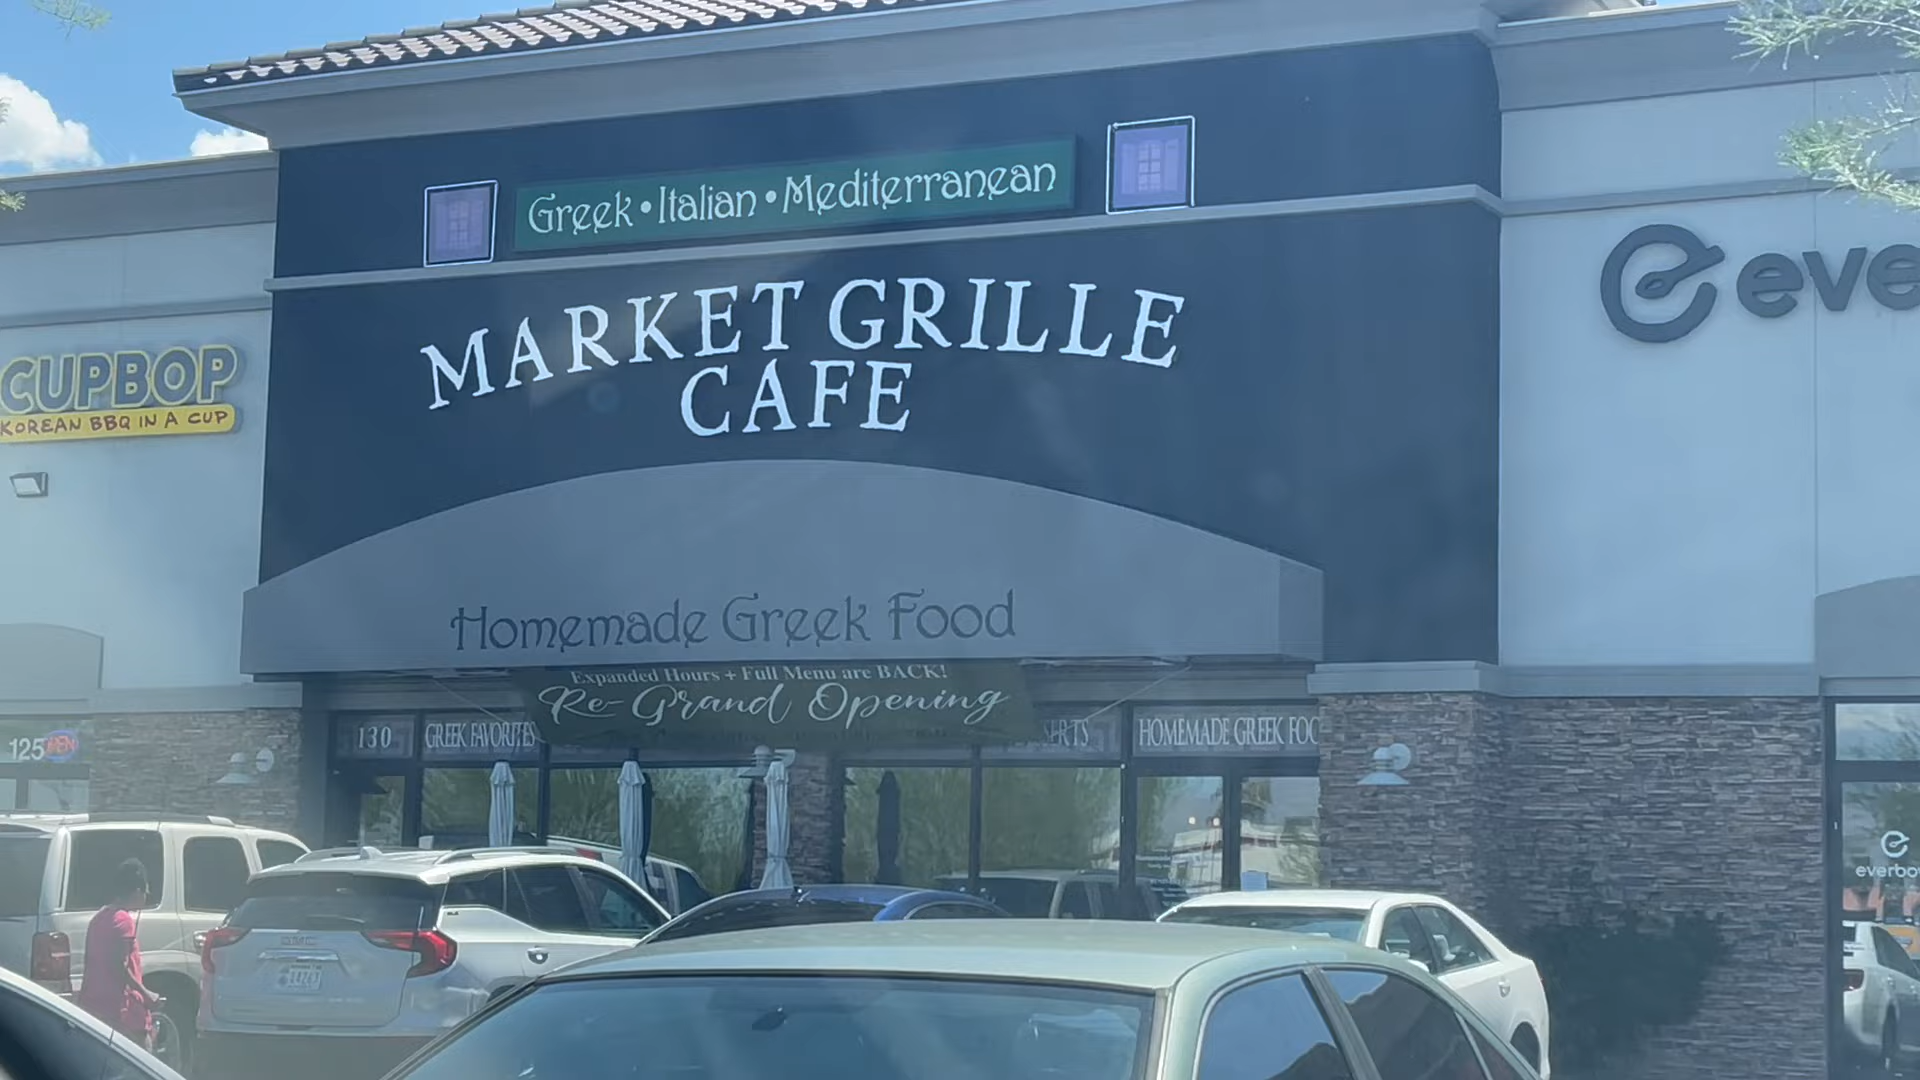 Greek • Italian • Mediterranean
MARKET GRILLE
CAFE
CUPBOP
KOREAN BBQ IN A CUP
eve
Homemade Greek Food
Expanded Hours + Full Menu are BACK!
Re-Grand Opening
125 OPEN
130
GREEK FAVORITES
HOMEMADE GREEK FOO
everbo
GMC